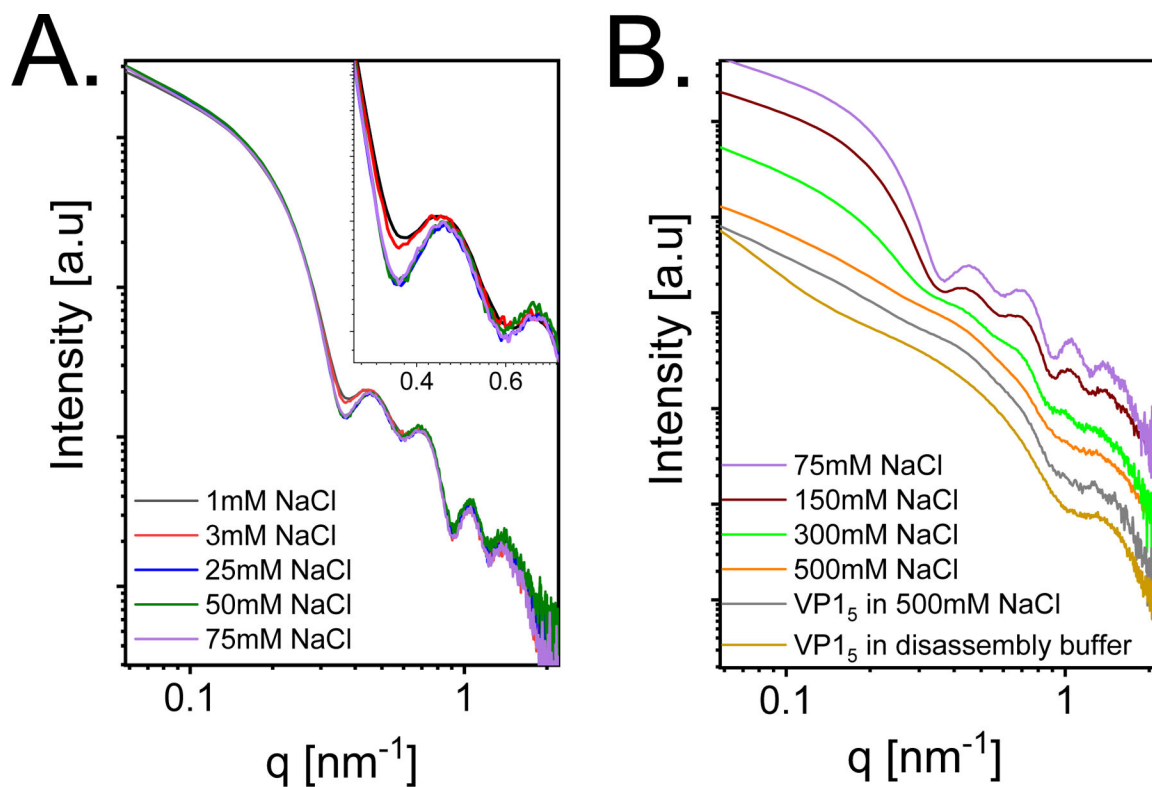 A.
Intensity [a.u]
0.4 0.6
1mM NaCl
3mM NaCl
25mM NaCl
50mM NaCl
75mM NaCl
0.1 1
q [nm⁻¹]
B.
Intensity [a.u]
75mM NaCl
150mM NaCl
300mM NaCl
500mM NaCl
VP1₅ in 500mM NaCl
VP1₅ in disassembly buffer
0.1 1
q [nm⁻¹]